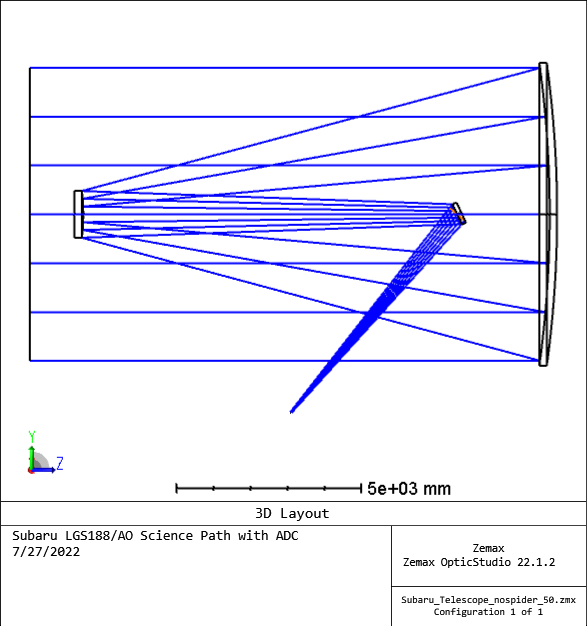 Y
Z
5e+03 mm
3D Layout
Subaru LGS188/AO Science Path with ADC
7/27/2022
Zemax
Zemax OpticStudio 22.1.2
Subaru_Telescope_nospider_50.zmx
Configuration 1 of 1